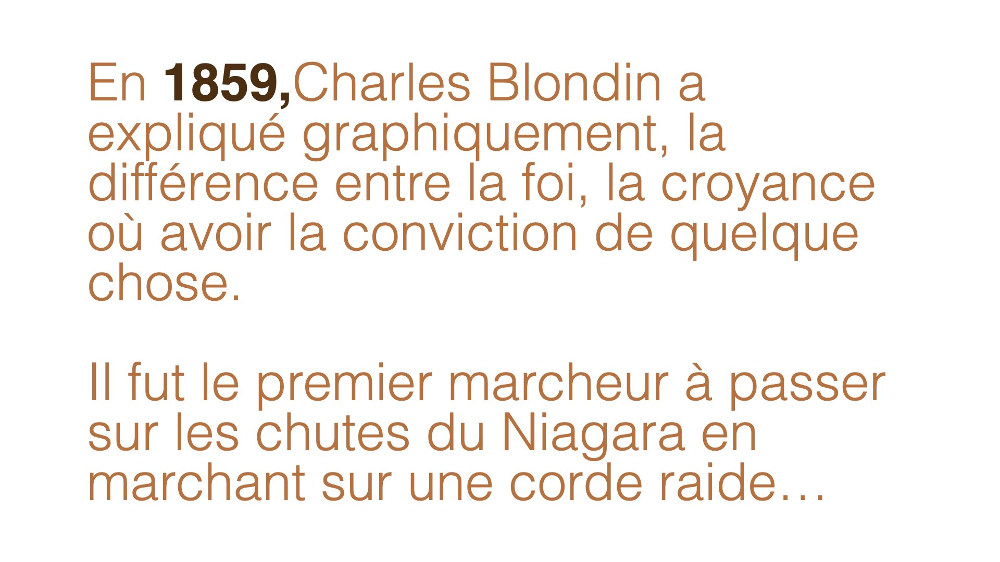 En 1859,Charles Blondin a
expliqué graphiquement, la
différence entre la foi, la croyance
où avoir la conviction de quelque
chose.
Il fut le premier marcheur à passer
sur les chutes du Niagara en
marchant sur une corde raide…